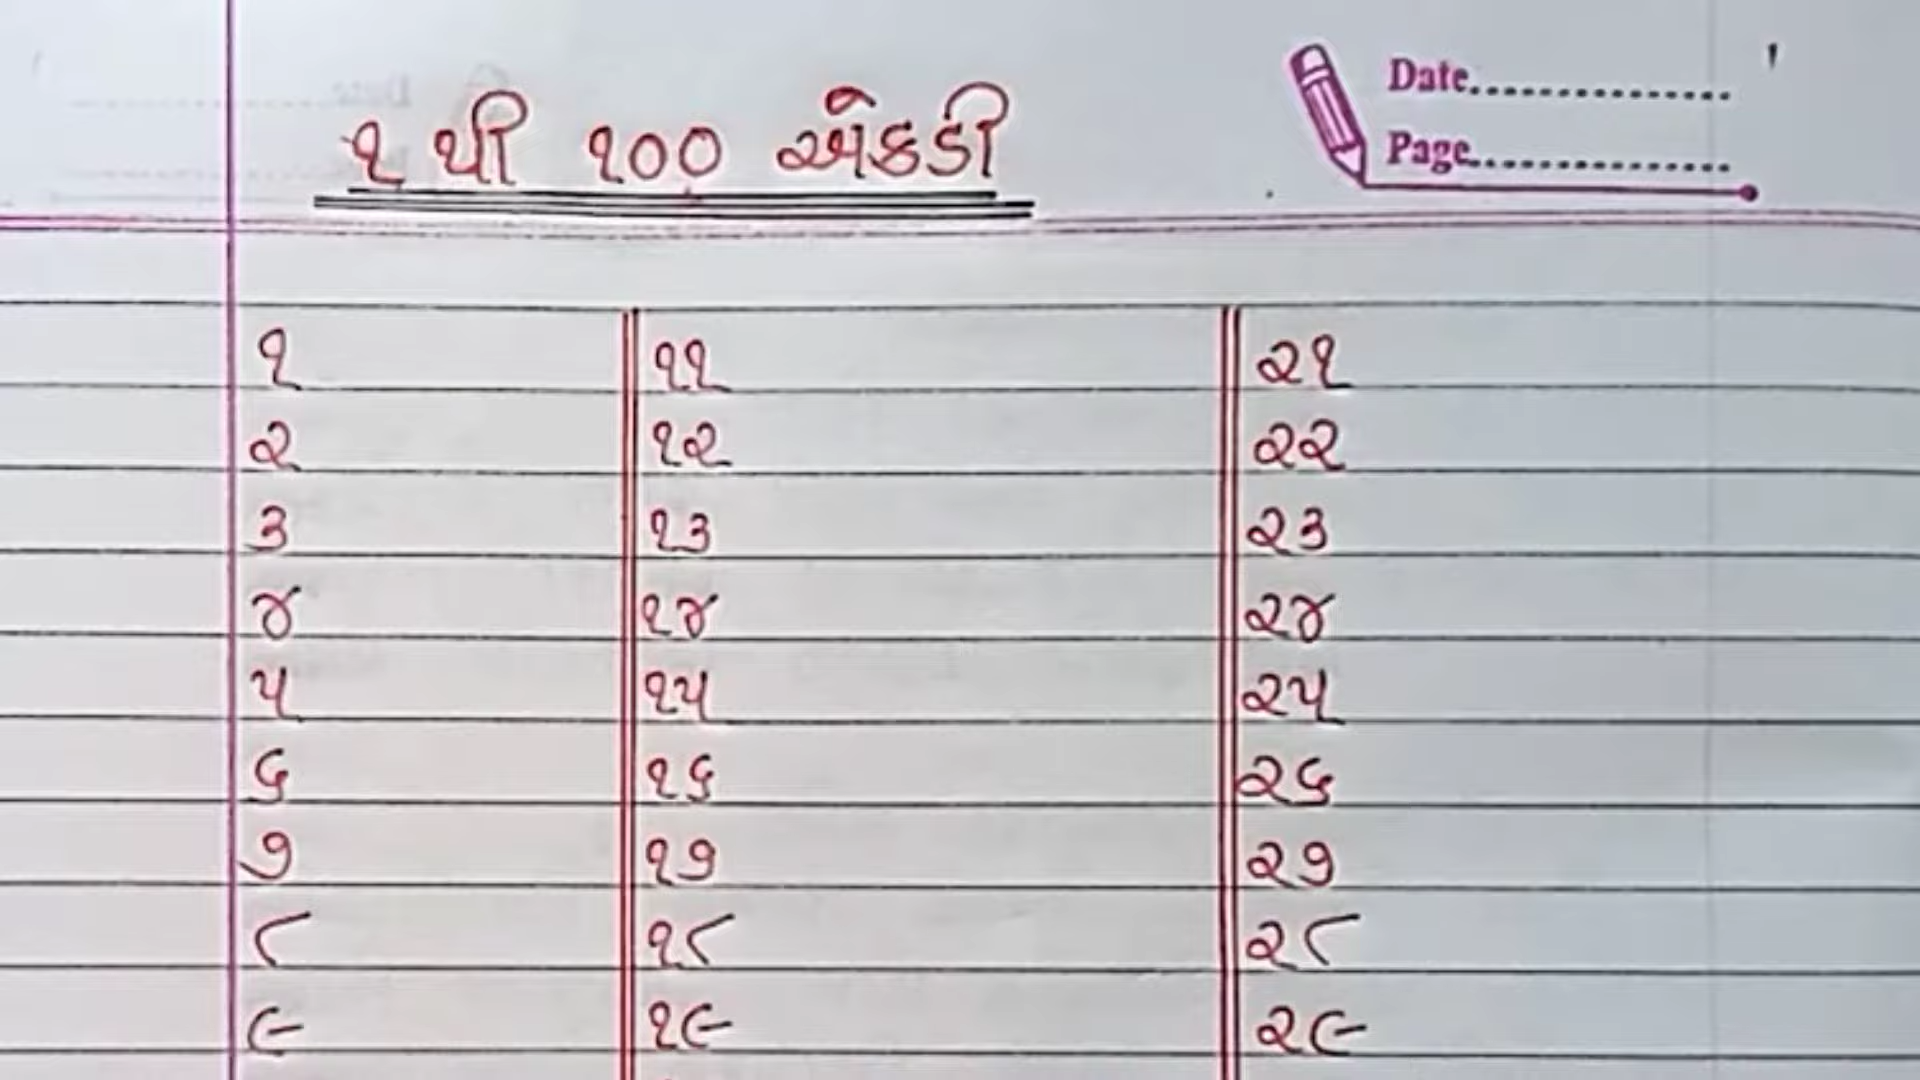 ૧ થી ૧૦૦ એકડી
Date
Page
૧ ૧૧ ૨૧
૨ ૧૨ ૨૨
૩ ૧૩ ૨૩
૪ ૧૪ ૨૪
૫ ૧૫ ૨૫
૬ ૧૬ ૨૬
૭ ૧૭ ૨૭
૮ ૧૮ ૨૮
૯ ૧૯ ૨૯